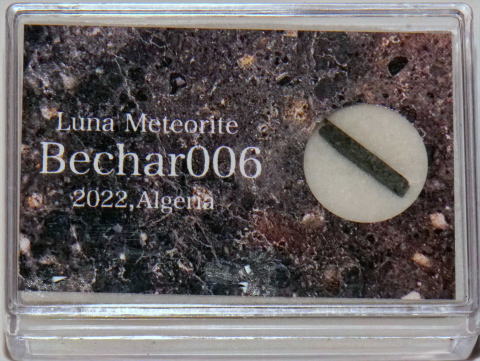 Luna Meteorite
Bechar006
2022,Algeria